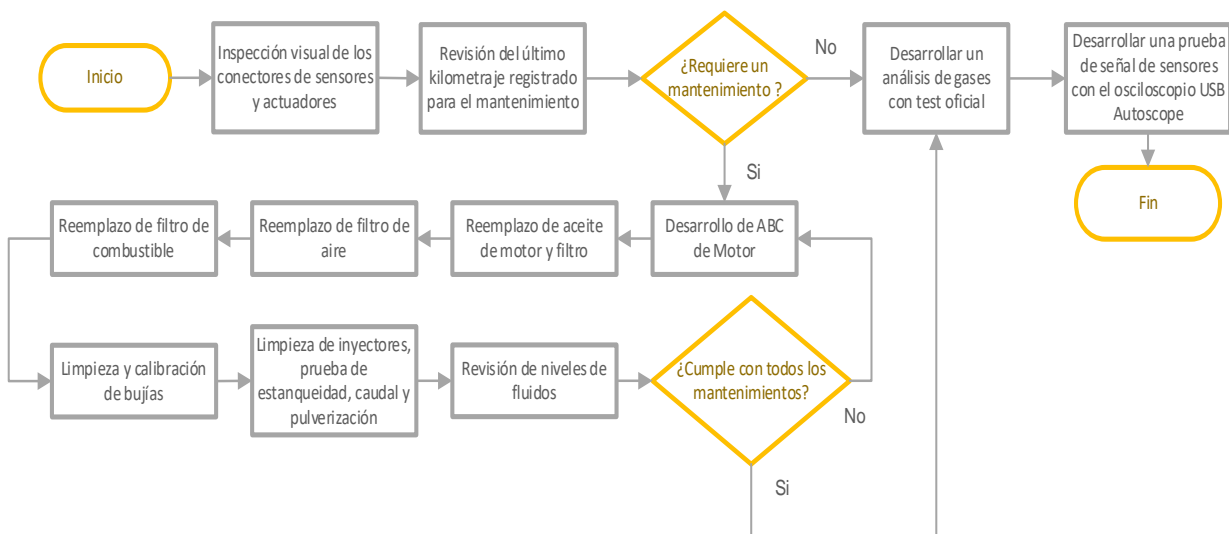 Inicio
Inspección visual de los
conectores de sensores
y actuadores
Revisión del último
kilometraje registrado
para el mantenimiento
¿Requiere un
mantenimiento ?
No
Si
Desarrollar un
análisis de gases
con test oficial
Desarrollar una prueba
de señal de sensores
con el osciloscopio USB
Autoscope
Fin
Desarrollo de ABC
de Motor
Reemplazo de aceite
de motor y filtro
Reemplazo de filtro de
aire
Reemplazo de filtro de
combustible
Limpieza y calibración
de bujías
Limpieza de inyectores,
prueba de
estanqueidad, caudal y
pulverización
Revisión de niveles de
fluidos
¿Cumple con todos los
mantenimientos?
No
Si